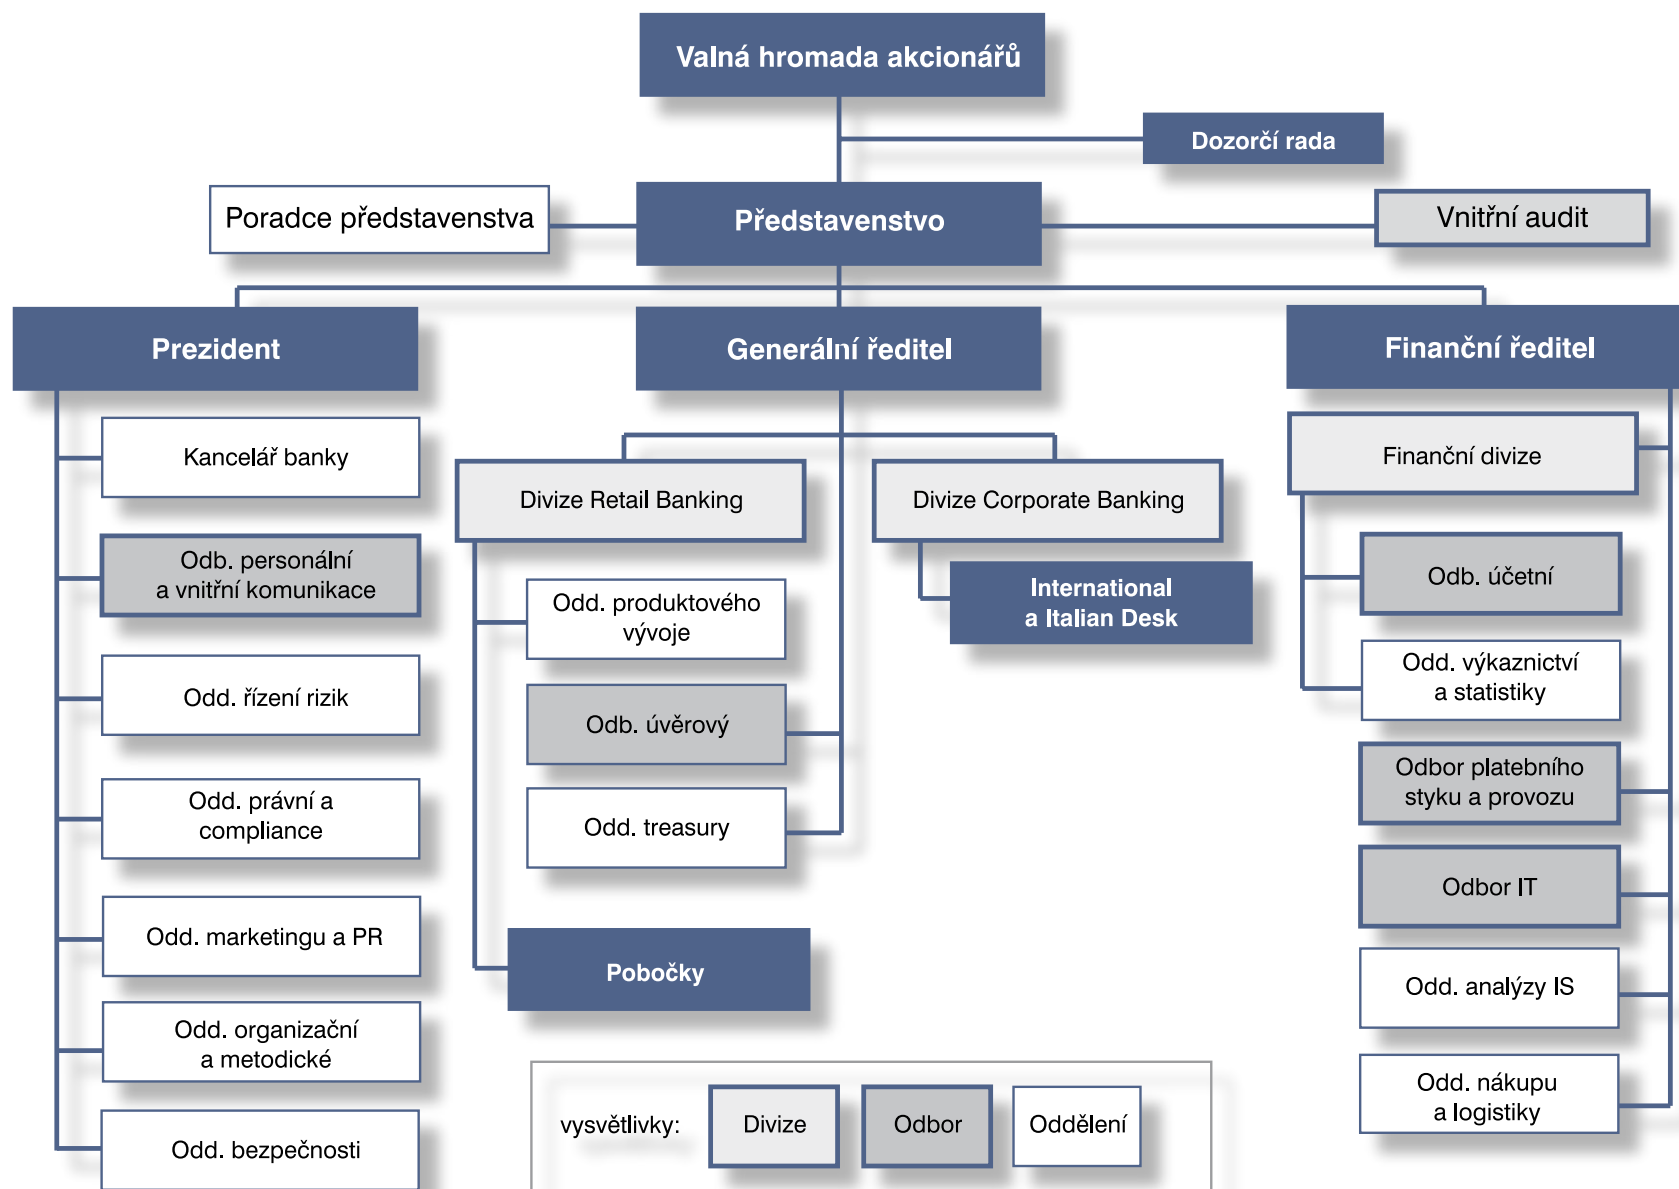 Valná hromada akcionářů
Dozorčí rada
Poradce představenstva
Představenstvo
Vnitřní audit
Prezident
Generální ředitel
Finanční ředitel
Kancelář banky
Odb. personální
a vnitřní komunikace
Odd. řízení rizik
Odd. právní a
compliance
Odd. marketingu a PR
Odd. organizační
a metodické
Odd. bezpečnosti
Divize Retail Banking
Odd. produktového
vývoje
Odb. úvěrový
Odd. treasury
Pobočky
Divize Corporate Banking
International
a Italian Desk
Finanční divize
Odb. účetní
Odd. výkaznictví
a statistiky
Odbor platebního
styku a provozu
Odbor IT
Odd. analýzy IS
Odd. nákupu
a logistiky
vysvětlivky:
Divize
Odbor
Oddělení